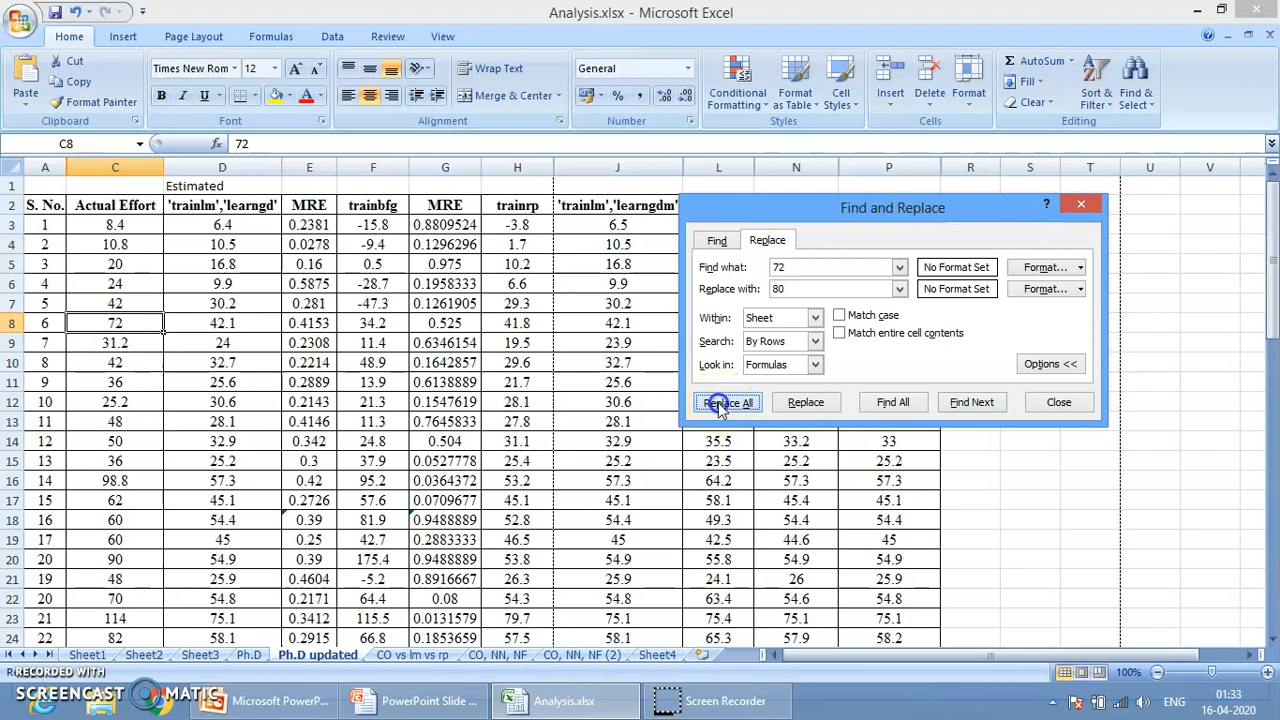 Analysis.xlsx - Microsoft Excel
Home Insert Page Layout Formulas Data Review View
Paste Cut Copy Format Painter
Clipboard
Times New Rom 12
B I U
Font
Wrap Text
Merge & Center
Alignment
General
Number
Conditional Formatting Format as Table Cell Styles
Styles
Insert Delete Format
Cells
AutoSum Fill Clear
Sort & Filter Find & Select
Editing
C8 fx 72
A C D E F G H J L N P R S T U V
1 Estimated
2 S. No. Actual Effort 'trainlm','learngd' MRE trainbfg MRE trainrp 'trainlm','learngdm'
3 1 8.4 6.4 0.2381 -15.8 0.8809524 -3.8 6.5
4 2 10.8 10.5 0.0278 -9.4 0.1296296 1.7 10.5
5 3 20 16.8 0.16 0.5 0.975 10.2 16.8
6 4 24 9.9 0.5875 -28.7 0.1958333 6.6 9.9
7 5 42 30.2 0.281 -47.3 0.1261905 29.3 30.2
8 6 72 42.1 0.4153 34.2 0.525 41.8 42.1
9 7 31.2 24 0.2308 11.4 0.6346154 19.5 23.9
10 8 42 32.7 0.2214 48.9 0.1642857 29.6 32.7
11 9 36 25.6 0.2889 13.9 0.6138889 21.7 25.6
12 10 25.2 30.6 0.2143 21.3 0.1547619 28.1 30.6
13 11 48 28.1 0.4146 11.3 0.7645833 27.8 28.1
14 12 50 32.9 0.342 24.8 0.504 31.1 32.9 35.5 33.2 33
15 13 36 25.2 0.3 37.9 0.0527778 25.4 25.2 23.5 25.2 25.2
16 14 98.8 57.3 0.42 95.2 0.0364372 53.2 57.3 64.2 57.3 57.3
17 15 62 45.1 0.2726 57.6 0.0709677 45.1 45.1 58.1 45.4 45.1
18 16 60 54.4 0.39 81.9 0.9488889 52.8 54.4 49.3 54.4 54.4
19 17 60 45 0.25 42.7 0.2883333 46.5 45 42.5 44.6 45
20 20 90 54.9 0.39 175.4 0.9488889 53.8 54.9 55.8 54.9 54.9
21 19 48 25.9 0.4604 -5.2 0.8916667 26.3 25.9 24.1 26 25.9
22 20 70 54.8 0.2171 64.4 0.08 54.3 54.8 63.4 54.6 54.8
23 21 114 75.1 0.3412 115.5 0.0131579 79.7 75.1 75.4 75.1 75.1
24 22 82 58.1 0.2915 66.8 0.1853659 57.5 58.1 65.3 57.9 58.2
Find and Replace ?
Find Replace
Find what: 72 No Format Set Format...
Replace with: 80 No Format Set Format...
Within: Sheet Match case
Match entire cell contents
Search: By Rows
Look in: Formulas Options <<
Replace All Replace Find All Find Next Close
Sheet1 Sheet2 Sheet3 Ph.D Ph.D updated CO vs lm vs rp CO, NN, NF CO, NN, NF (2) Sheet4
100%
RECORDED WITH
SCREENCAST MATIC
Microsoft PowerP... PowerPoint Slide ... Analysis.xlsx Screen Recorder
ENG 01:33
16-04-2020